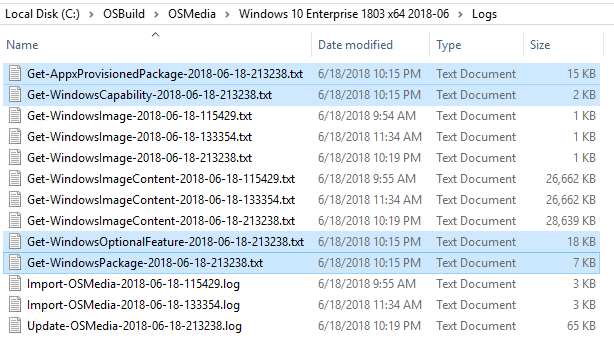 Local Disk (C:) > OSBuild > OSMedia > Windows 10 Enterprise 1803 x64 2018-06 > Logs
Name Date modified Type Size
Get-AppxProvisionedPackage-2018-06-18-213238.txt 6/18/2018 10:15 PM Text Document 15 KB
Get-WindowsCapability-2018-06-18-213238.txt 6/18/2018 10:15 PM Text Document 2 KB
Get-WindowsImage-2018-06-18-115429.txt 6/18/2018 9:54 AM Text Document 1 KB
Get-WindowsImage-2018-06-18-133354.txt 6/18/2018 11:34 AM Text Document 1 KB
Get-WindowsImage-2018-06-18-213238.txt 6/18/2018 10:19 PM Text Document 1 KB
Get-WindowsImageContent-2018-06-18-115429.txt 6/18/2018 9:55 AM Text Document 26,662 KB
Get-WindowsImageContent-2018-06-18-133354.txt 6/18/2018 11:34 AM Text Document 26,662 KB
Get-WindowsImageContent-2018-06-18-213238.txt 6/18/2018 10:19 PM Text Document 28,639 KB
Get-WindowsOptionalFeature-2018-06-18-213238.txt 6/18/2018 10:15 PM Text Document 18 KB
Get-WindowsPackage-2018-06-18-213238.txt 6/18/2018 10:15 PM Text Document 7 KB
Import-OSMedia-2018-06-18-115429.log 6/18/2018 9:55 AM Text Document 3 KB
Import-OSMedia-2018-06-18-133354.log 6/18/2018 11:34 AM Text Document 3 KB
Update-OSMedia-2018-06-18-213238.log 6/18/2018 10:19 PM Text Document 65 KB